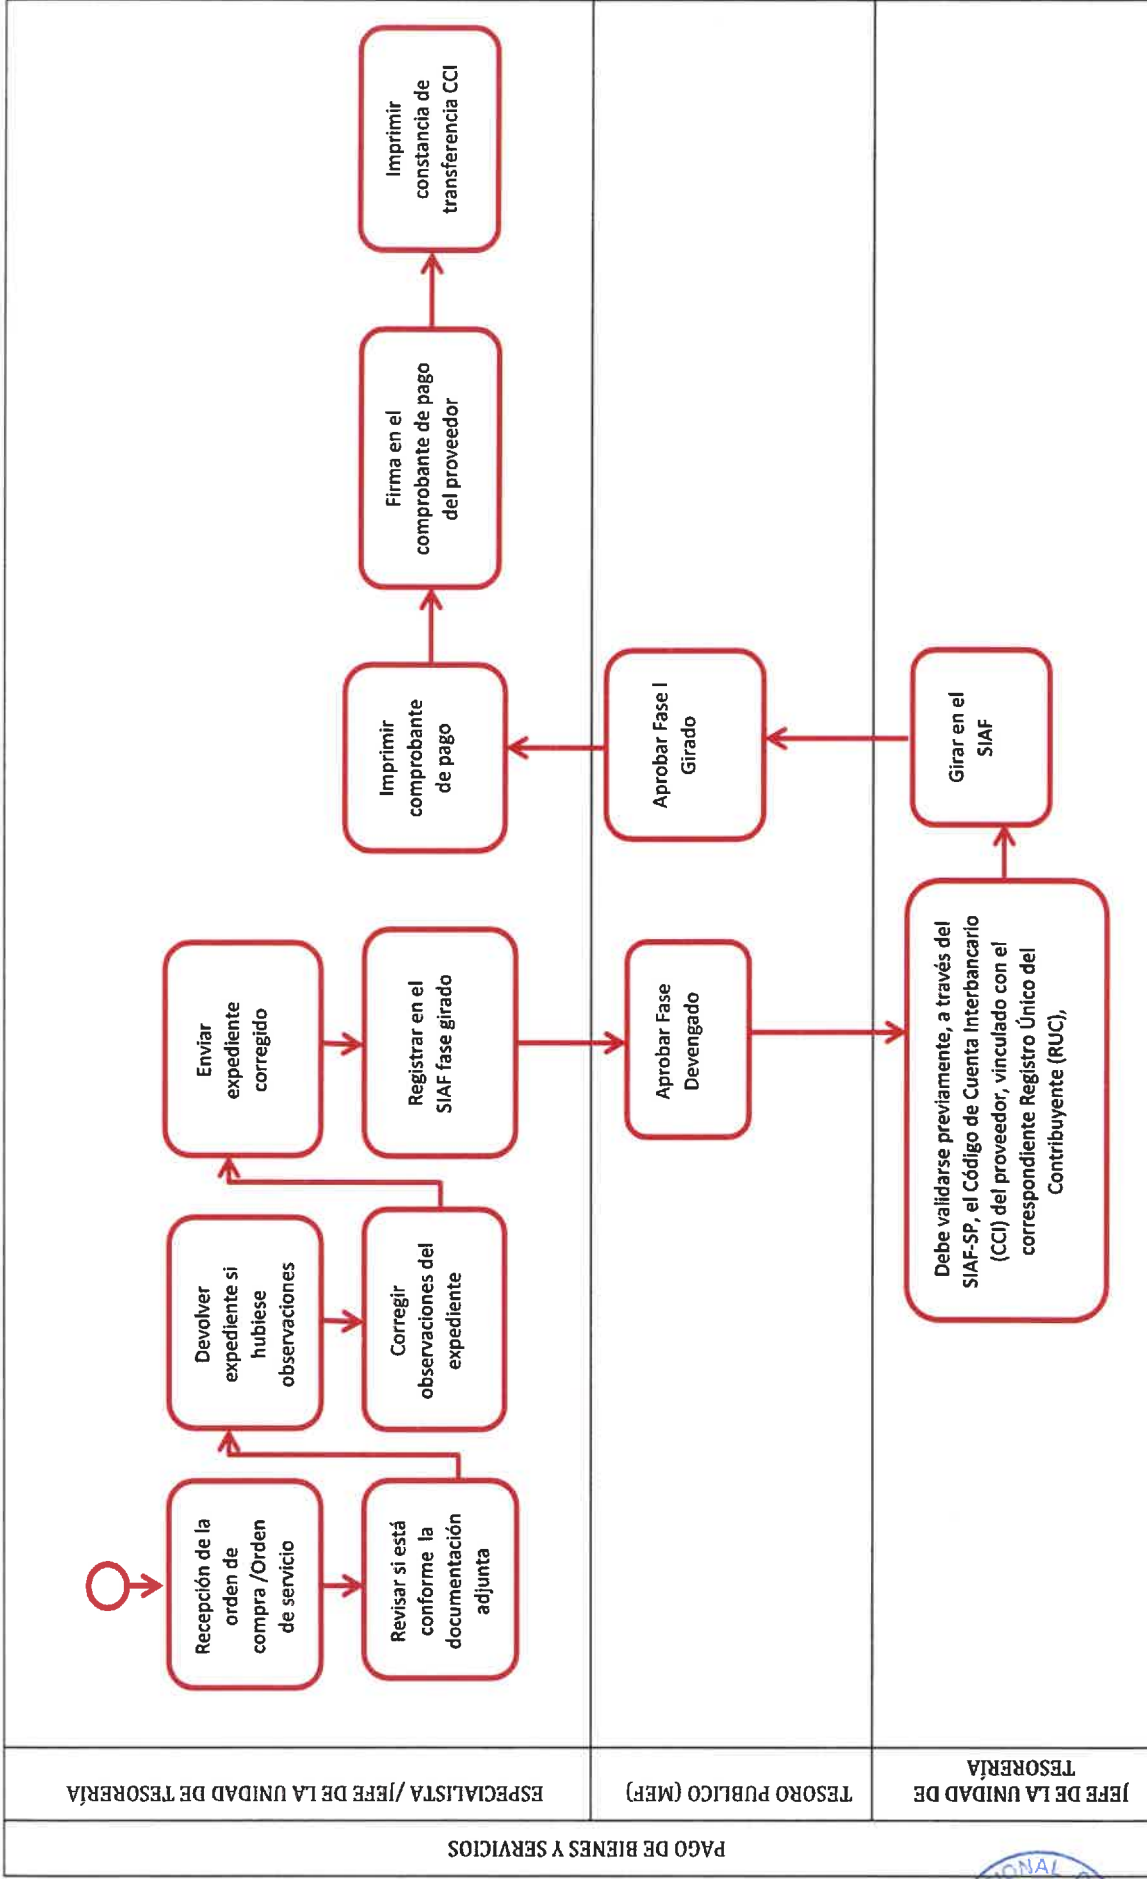 PAGO DE BIENES Y SERVICIOS
ESPECIALISTA /JEFE DE LA UNIDAD DE TESORERÍA
Recepción de la
orden de
compra /Orden
de servicio
Revisar si está
conforme la
documentación
adjunta
Devolver
expediente si
hubiese
observaciones
Corregir
observaciones del
expediente
Enviar
expediente
corregido
Registrar en el
SIAF fase girado
Imprimir
comprobante
de pago
Firma en el
comprobante de pago
del proveedor
Imprimir
constancia de
transferencia CCI
TESORO PUBLICO (MEF)
Aprobar Fase
Devengado
Aprobar Fase l
Girado
JEFE DE LA UNIDAD DE
TESORERÍA
Debe validarse previamente, a través del
SIAF-SP, el Código de Cuenta Interbancario
(CCI) del proveedor, vinculado con el
correspondiente Registro Único del
Contribuyente (RUC),
Girar en el
SIAF